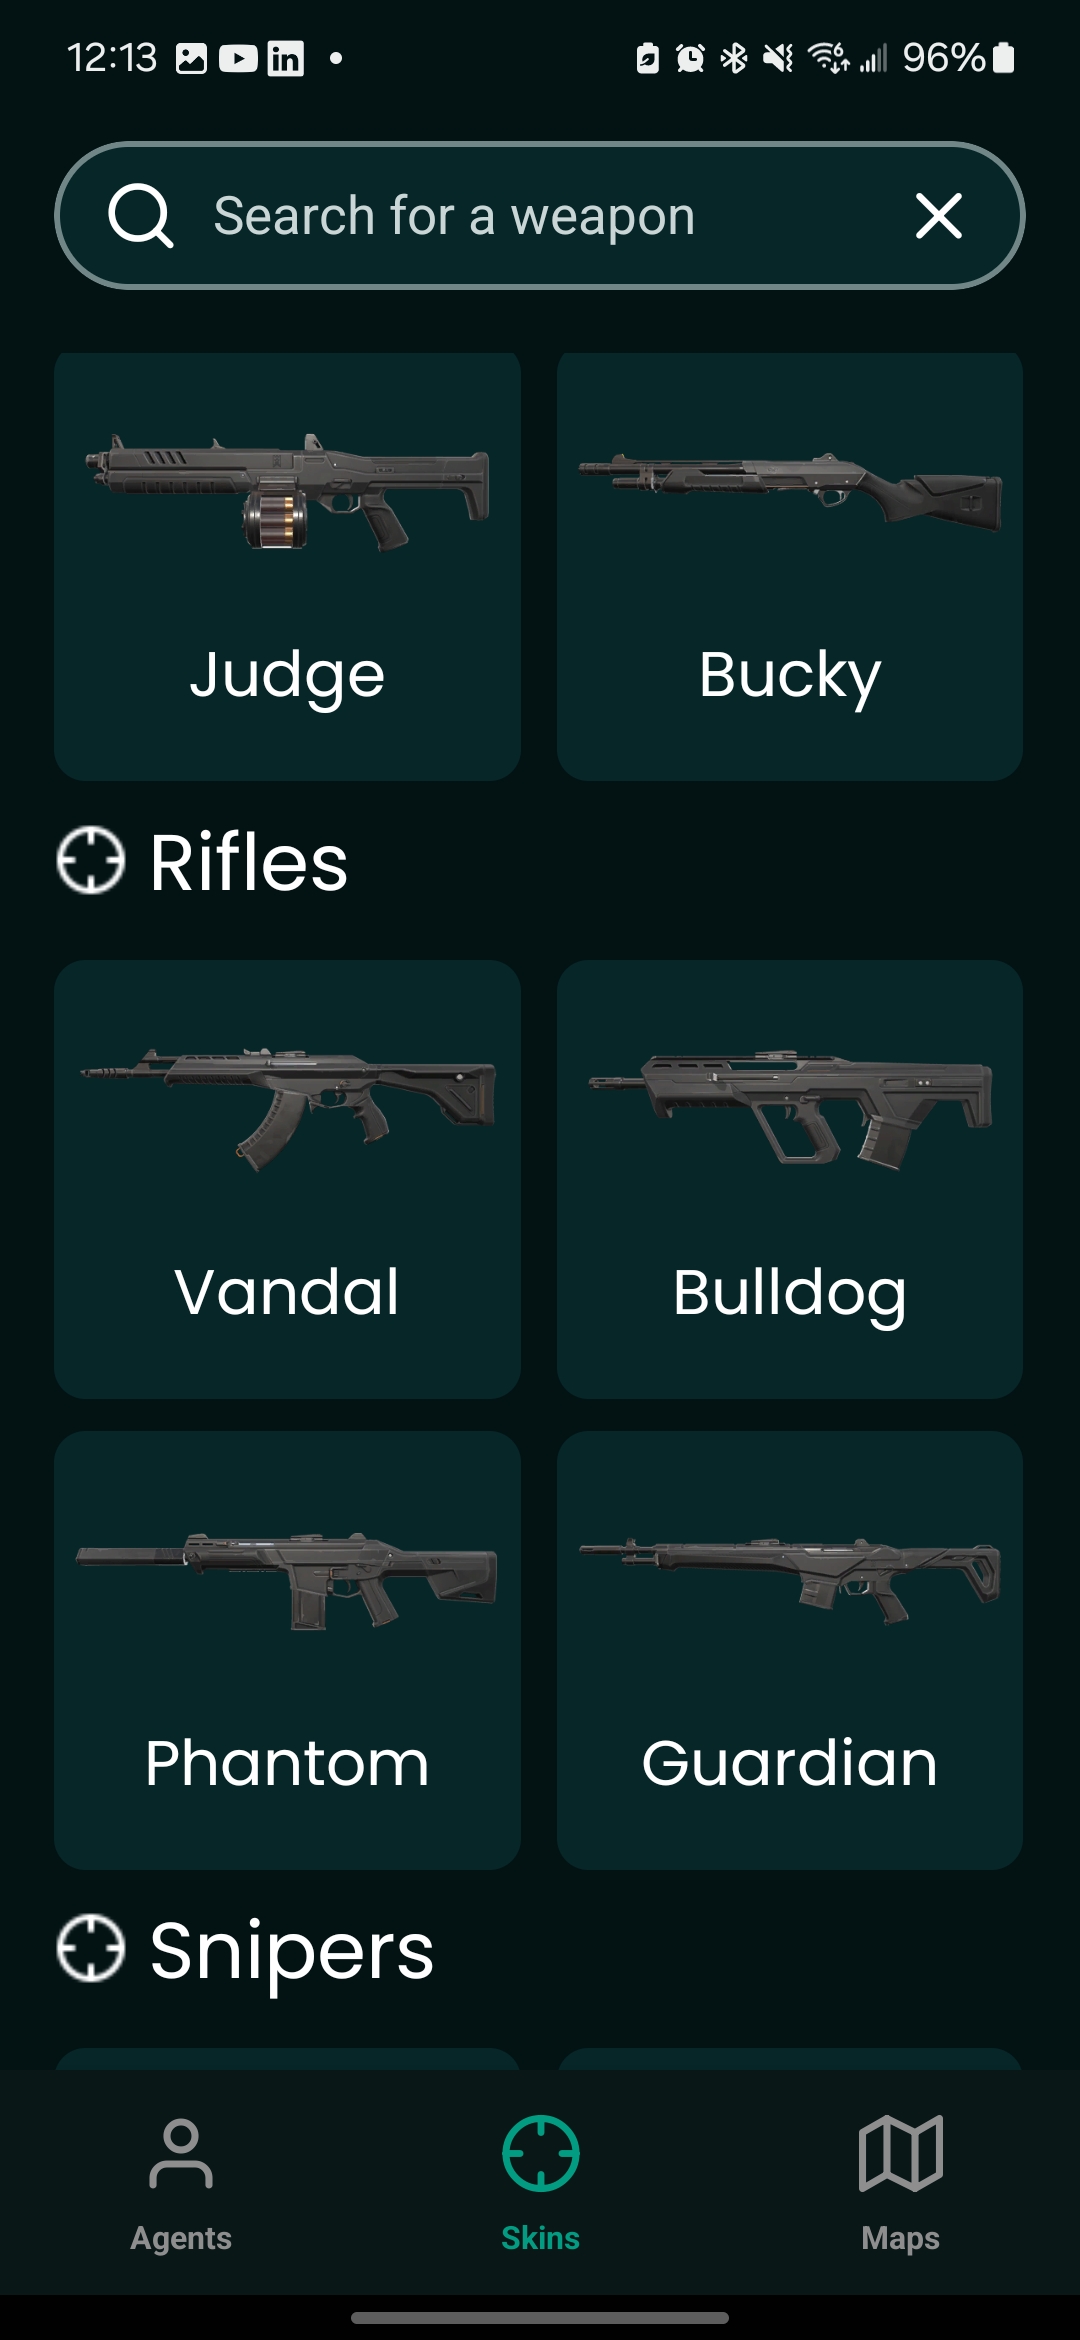 12:13 96%
Search for a weapon
Judge Bucky
Rifles
Vandal Bulldog
Phantom Guardian
Snipers
Agents Skins Maps